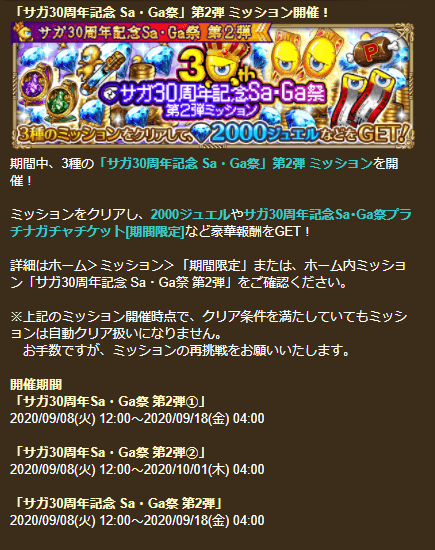 「サガ30周年記念 Sa・Ga祭」第2弾 ミッション開催！
サガ30周年記念Sa・Ga祭 第2弾
30th
サガ30周年記念Sa・Ga祭
第2弾ミッション
P
3種のミッションをクリアして、2000ジュエルなどをGET!
期間中、3種の「サガ30周年記念 Sa・Ga祭」第2弾 ミッションを開
催！
ミッションをクリアし、2000ジュエルやサガ30周年記念Sa・Ga祭プラ
チナガチャチケット[期間限定]など豪華報酬をGET！
詳細はホーム＞ミッション＞「期間限定」または、ホーム内ミッショ
ン「サガ30周年記念 Sa・Ga祭 第2弾」をご確認ください。
※上記のミッション開催時点で、クリア条件を満たしていてもミッシ
ョンは自動クリア扱いになりません。
お手数ですが、ミッションの再挑戦をお願いいたします。
開催期間
「サガ30周年Sa・Ga祭 第2弾①」
2020/09/08(火) 12:00～2020/09/18(金) 04:00
「サガ30周年Sa・Ga祭 第2弾②」
2020/09/08(火) 12:00～2020/10/01(木) 04:00
「サガ30周年記念 Sa・Ga祭 第2弾」
2020/09/08(火) 12:00～2020/09/18(金) 04:00